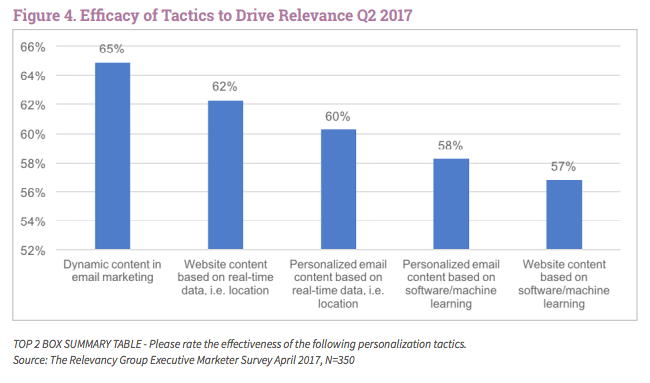 Figure 4. Efficacy of Tactics to Drive Relevance Q2 2017
66%
64%
62%
60%
58%
56%
54%
52%
65%
62%
60%
58%
57%
Dynamic content in
email marketing
Website content
based on real-time
data, i.e. location
Personalized email
content based on
real-time data, i.e.
location
Personalized email
content based on
software/machine
learning
Website content
based on
software/machine
learning
TOP 2 BOX SUMMARY TABLE - Please rate the effectiveness of the following personalization tactics.
Source: The Relevancy Group Executive Marketer Survey April 2017, N=350